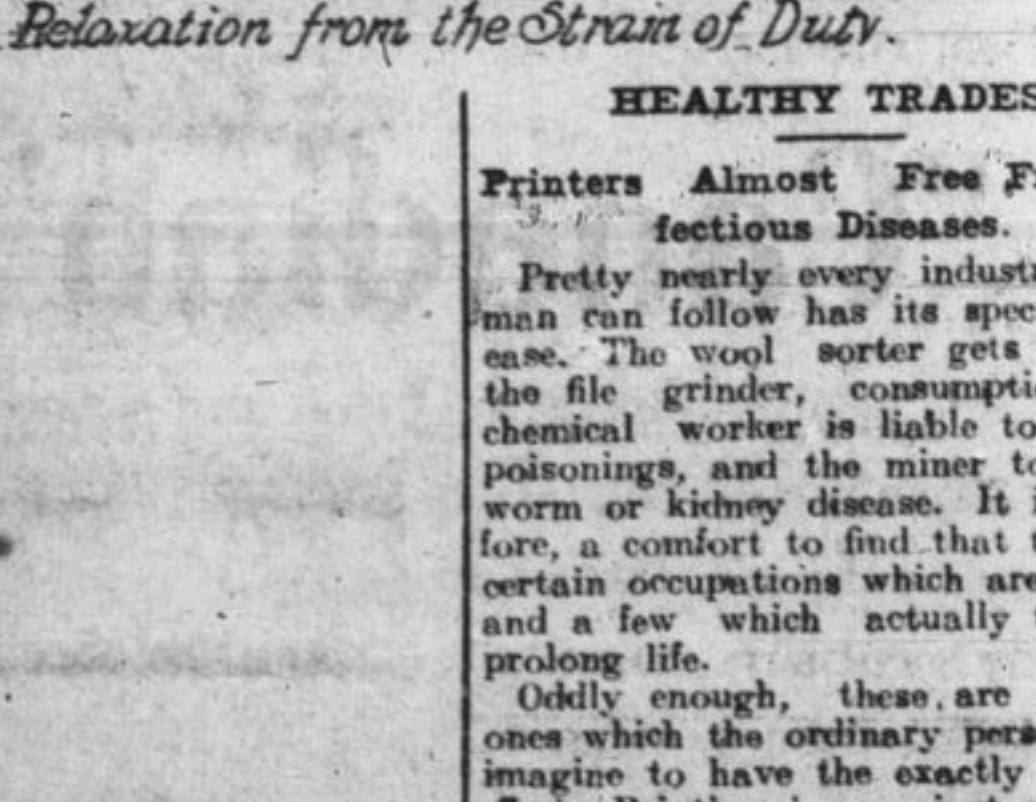 Relaxation from the Strain of Duty.
HEALTHY TRADES
Printers Almost Free F
fectious Diseases.
Pretty nearly every indust
man can follow has its spec
ease. The wool sorter gets
the file grinder, consumpti
chemical worker is liable to
poisonings, and the miner to
worm or kidney disease. It
fore, a comfort to find that t
certain occupations which are
and a few which actually
prolong life.
Oddly enough, these are
ones which the ordinary pers
imagine to have the exactly